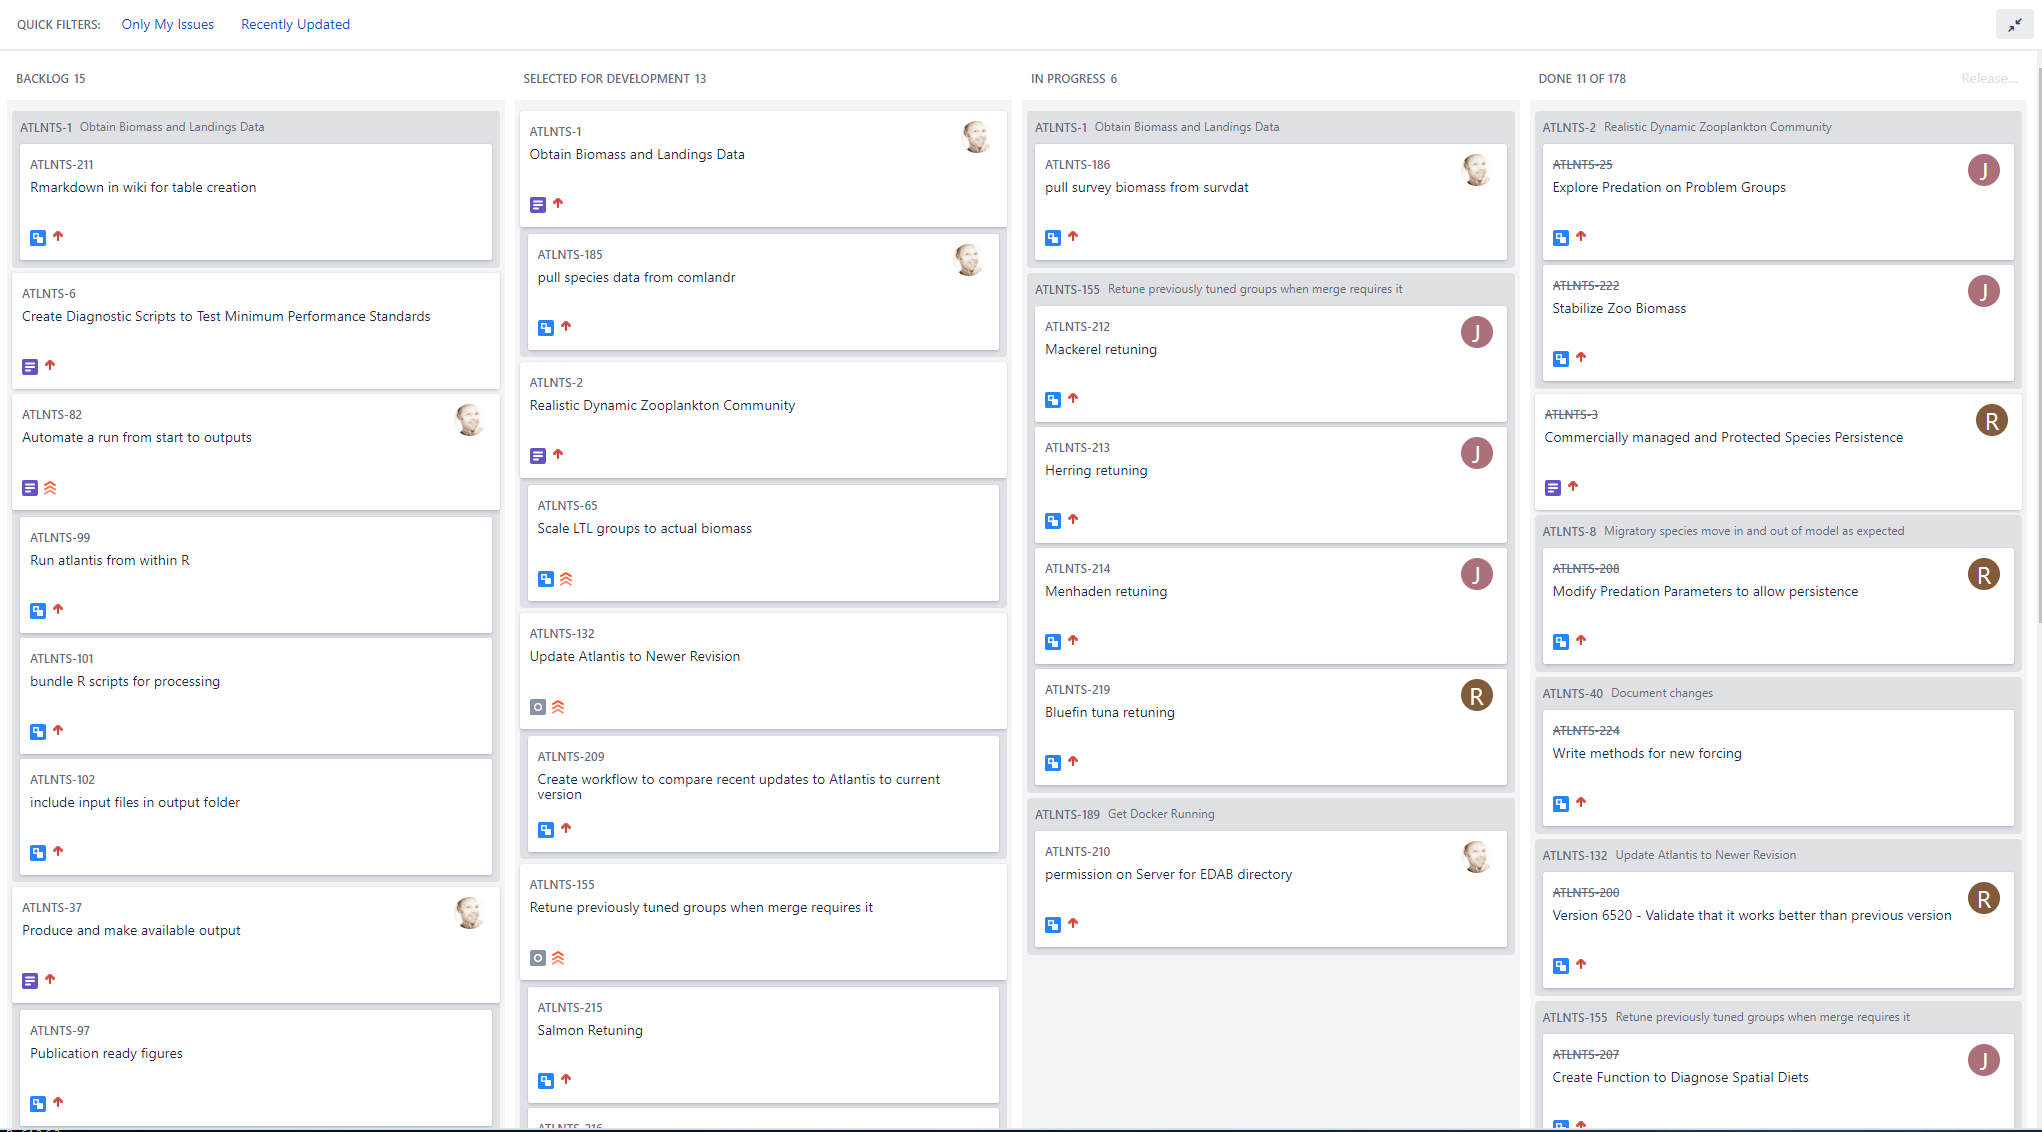 QUICK FILTERS: Only My Issues Recently Updated
BACKLOG 15
ATLNTS-1 Obtain Biomass and Landings Data
ATLNTS-211
Rmarkdown in wiki for table creation
ATLNTS-6
Create Diagnostic Scripts to Test Minimum Performance Standards
ATLNTS-82
Automate a run from start to outputs
ATLNTS-99
Run atlantis from within R
ATLNTS-101
bundle R scripts for processing
ATLNTS-102
include input files in output folder
ATLNTS-37
Produce and make available output
ATLNTS-97
Publication ready figures
SELECTED FOR DEVELOPMENT 13
ATLNTS-1
Obtain Biomass and Landings Data
ATLNTS-185
pull species data from comlandr
ATLNTS-2
Realistic Dynamic Zooplankton Community
ATLNTS-65
Scale LTL groups to actual biomass
ATLNTS-132
Update Atlantis to Newer Revision
ATLNTS-209
Create workflow to compare recent updates to Atlantis to current
version
ATLNTS-155
Retune previously tuned groups when merge requires it
ATLNTS-215
Salmon Retuning
ATLNTS-216
IN PROGRESS 6
ATLNTS-1 Obtain Biomass and Landings Data
ATLNTS-186
pull survey biomass from survdat
ATLNTS-155 Retune previously tuned groups when merge requires it
ATLNTS-212
J
Mackerel retuning
ATLNTS-213
J
Herring retuning
ATLNTS-214
J
Menhaden retuning
ATLNTS-219
R
Bluefin tuna retuning
ATLNTS-189 Get Docker Running
ATLNTS-210
permission on Server for EDAB directory
DONE 11 OF 178 Release...
ATLNTS-2 Realistic Dynamic Zooplankton Community
ATLNTS-25
J
Explore Predation on Problem Groups
ATLNTS-222
J
Stabilize Zoo Biomass
ATLNTS-3
R
Commercially managed and Protected Species Persistence
ATLNTS-8 Migratory species move in and out of model as expected
ATLNTS-208
R
Modify Predation Parameters to allow persistence
ATLNTS-40 Document changes
ATLNTS-224
Write methods for new forcing
ATLNTS-132 Update Atlantis to Newer Revision
ATLNTS-200
R
Version 6520 - Validate that it works better than previous version
ATLNTS-155 Retune previously tuned groups when merge requires it
ATLNTS-207
J
Create Function to Diagnose Spatial Diets